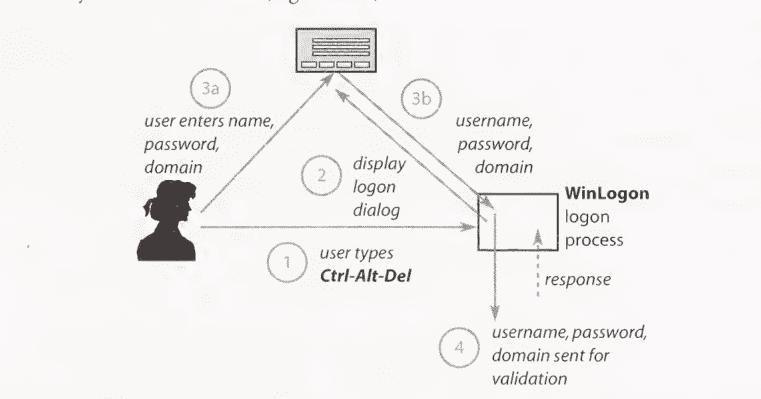 3a
user enters name,
password,
domain
3b
username,
password,
domain
2
display
logon
dialog
WinLogon
logon
process
1
user types
Ctrl-Alt-Del
response
4
username, password,
domain sent for
validation